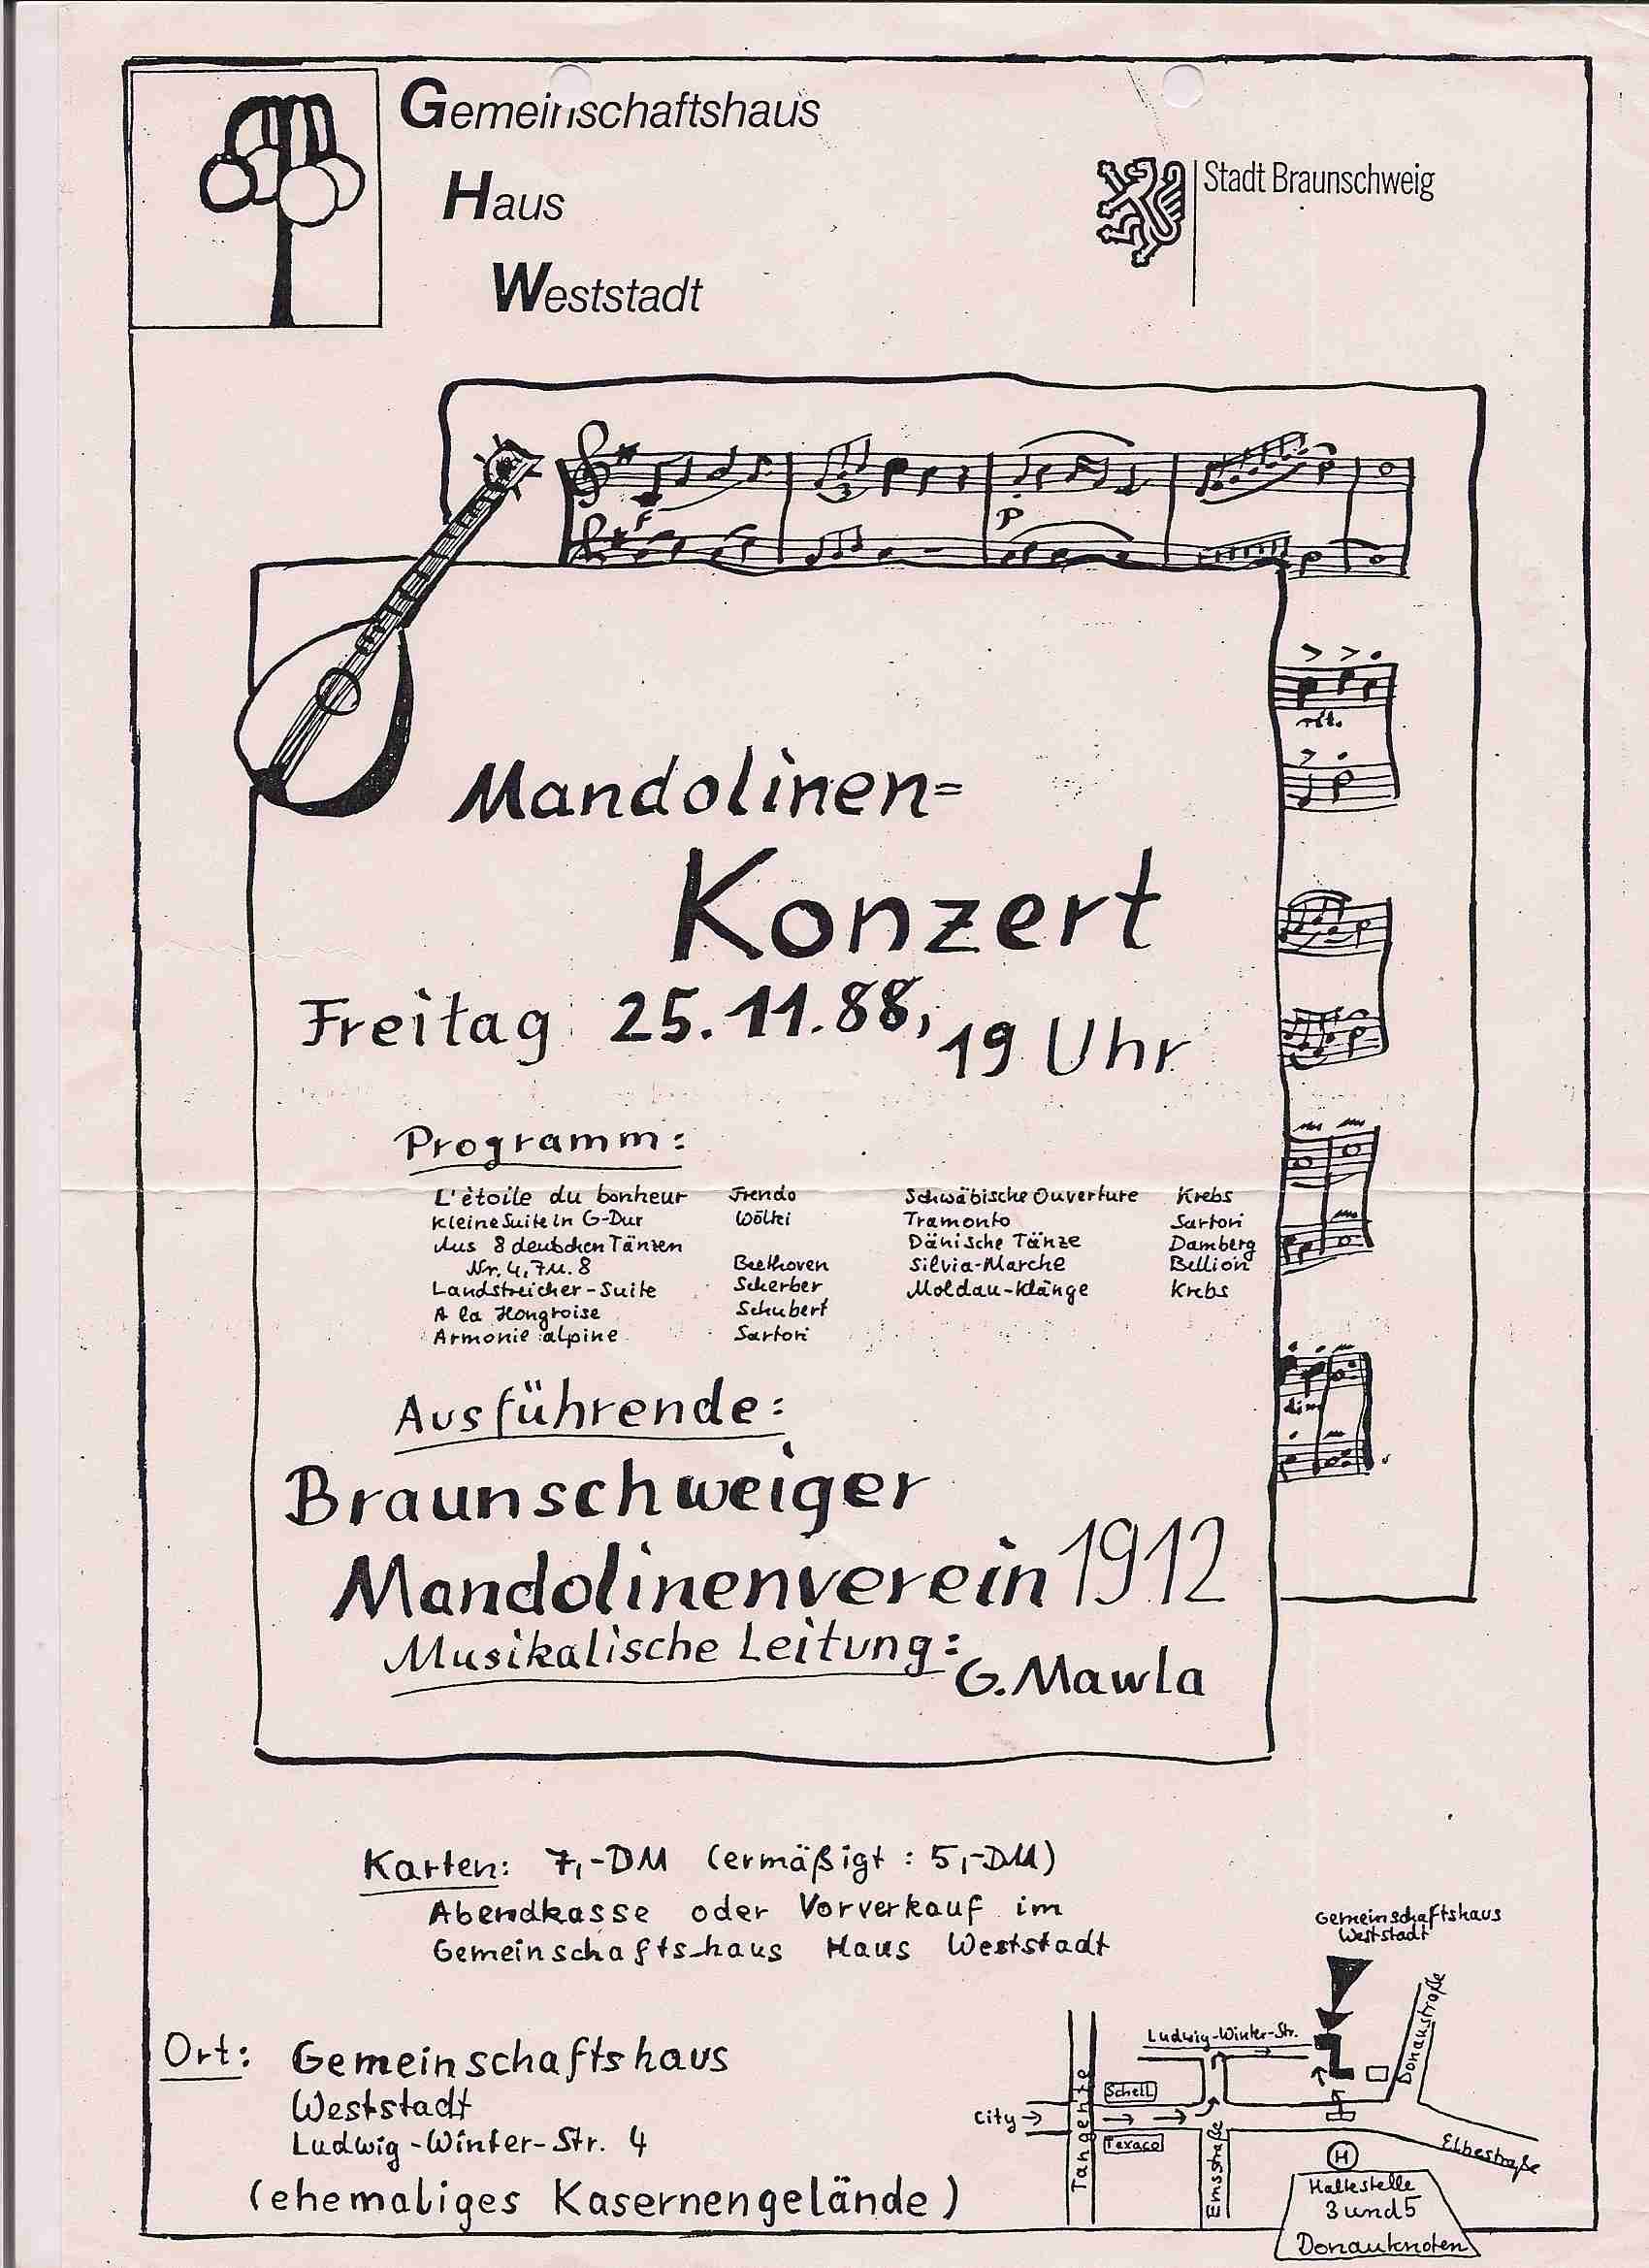 Gemeinschaftshaus
Haus
Weststadt
Stadt Braunschweig
Mandolinen=
Konzert
Freitag 25.11.88, 19 Uhr
Programm:
L'ètoile du bonheur Frendo
Kleine Suite in G-Dur Wölki
Aus 8 deutschen Tänzen
Nr. 4, 7 u. 8 Beethoven
Landstreicher-Suite Scherber
A la Hongroise Schubert
Armonie alpine Sartori
Schwäbische Ouverture Krebs
Tramonto Sartori
Dänische Tänze Damberg
Silvia-Marche Bellion
Moldau-Klänge Krebs
Ausführende:
Braunschweiger
Mandolinenverein 1912
Musikalische Leitung: G. Mawla
f
3
p
rit.
dim
Karten: 7,-DM (ermäßigt: 5,-DM)
Abendkasse oder Vorverkauf im
Gemeinschaftshaus Haus Weststadt
Ort: Gemeinschaftshaus
Weststadt
Ludwig-Winter-Str. 4
(ehemaliges Kasernengelände)
Gemeinschaftshaus
Weststadt
Ludwig-Winter-Str.
Donaustraße
Schell
City
Texaco
Tangente
Emsstraße
Elbestraße
H
Haltestelle
3 und 5
Donauknoten